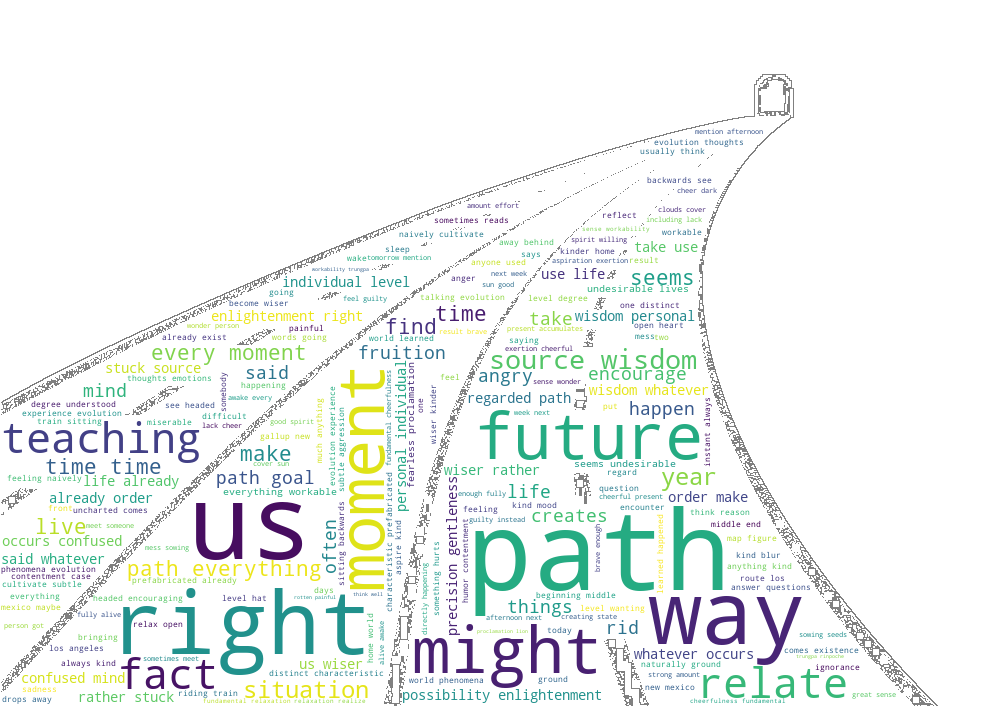 mention afternoon
evolution thoughts
usually think
backwards see
cheer dark
amount effort
clouds cover
sometimes reads
reflect
including lack
sense workability
workable
naively cultivate
spirit willing
away behind
take use
sleep
kinder home
says
wake
tomorrow mention
anyone used
aspiration exertion
result
workability trungpa
next week
use life
seems
individual level
anger
sun good
going
feel guilty
undesirable lives
become wiser
talking evolution
level degree
one distinct
enlightenment right
time
take
wisdom personal
wonder person
painful
words going
find
result brave
present accumulates
open heart
already exist
world learned
saying
mess
two
every moment
fruition
exertion cheerful
source wisdom
stuck source
said
angry
encourage
thoughts emotions
somebody
happening
feel
sense wonder
mind
awake every
wisdom whatever
regarded path
degree understood
see headed
one
put
happen
experience evolution
difficult
good spirit
week next
train sitting
miserable
lack cheer
wiser kinder
instant always
teaching
gallup new
much anything
moment
future
cover sun
make
personal individual
fearless proclamation
fundamental cheerfulness
time time
wiser rather
seems undesirable
feeling naively
life already
path goal
regard
year
everything workable
evolution experience
subtle aggression
enough fully
life
question
already order
kind mood
cheerful present
order make
uncharted comes
us
encounter
front
guilty instead
creates
think reason
live
meet someone
often
middle end
occurs confused
path
map figure
mess sowing
sitting backwards
characteristic prefabricated
aspire kind
precision gentleness
humor contentment
brave enough
learned happened
said whatever
kind blur
phenomena evolution
path everything
anything kind
contentment case
prefabricated already
route los
cultivate subtle
answer questions
days
everything
headed encouraging
level hat
rotten painful
think well
something hurts
beginning middle
mexico maybe
right
things
level wanting
way
fully alive
afternoon next
creating state
person got
relax open
directly happening
proclamation lion
today
rid
sowing seeds
bringing
home world
alive awake
might
los angeles
whatever occurs
comes existence
always kind
sometimes meet
us wiser
naturally ground
confused mind
fact
distinct characteristic
world phenomena
ground
strong amount
ignorance
sadness
situation
relate
new mexico
rather stuck
riding train
possibility enlightenment
great sense
drops away
fundamental relaxation
relaxation realize
cheerfulness fundamental